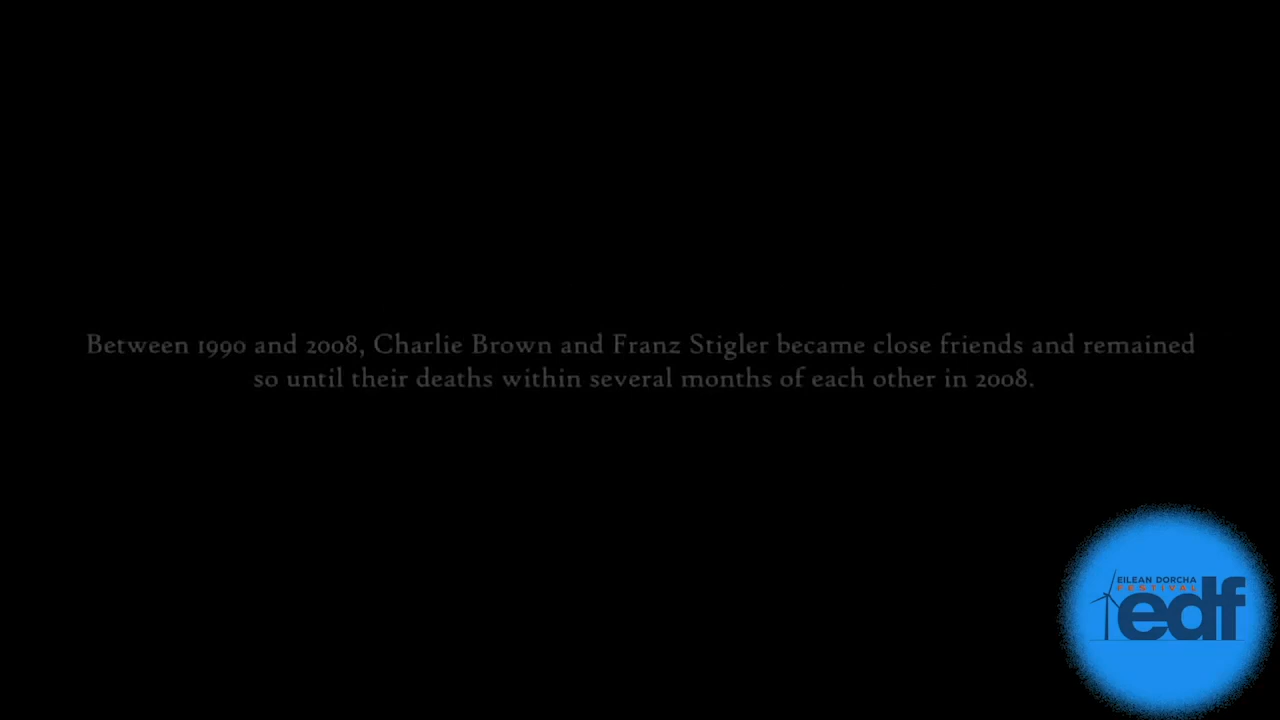 Between 1990 and 2008, Charlie Brown and Franz Stigler became close friends and remained
so until their deaths within several months of each other in 2008.
EILEAN DORCHA
FESTIVAL
edf